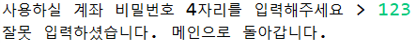 사용하실 계좌 비밀번호 4자리를 입력해주세요 > 123
잘못 입력하셨습니다. 메인으로 돌아갑니다.